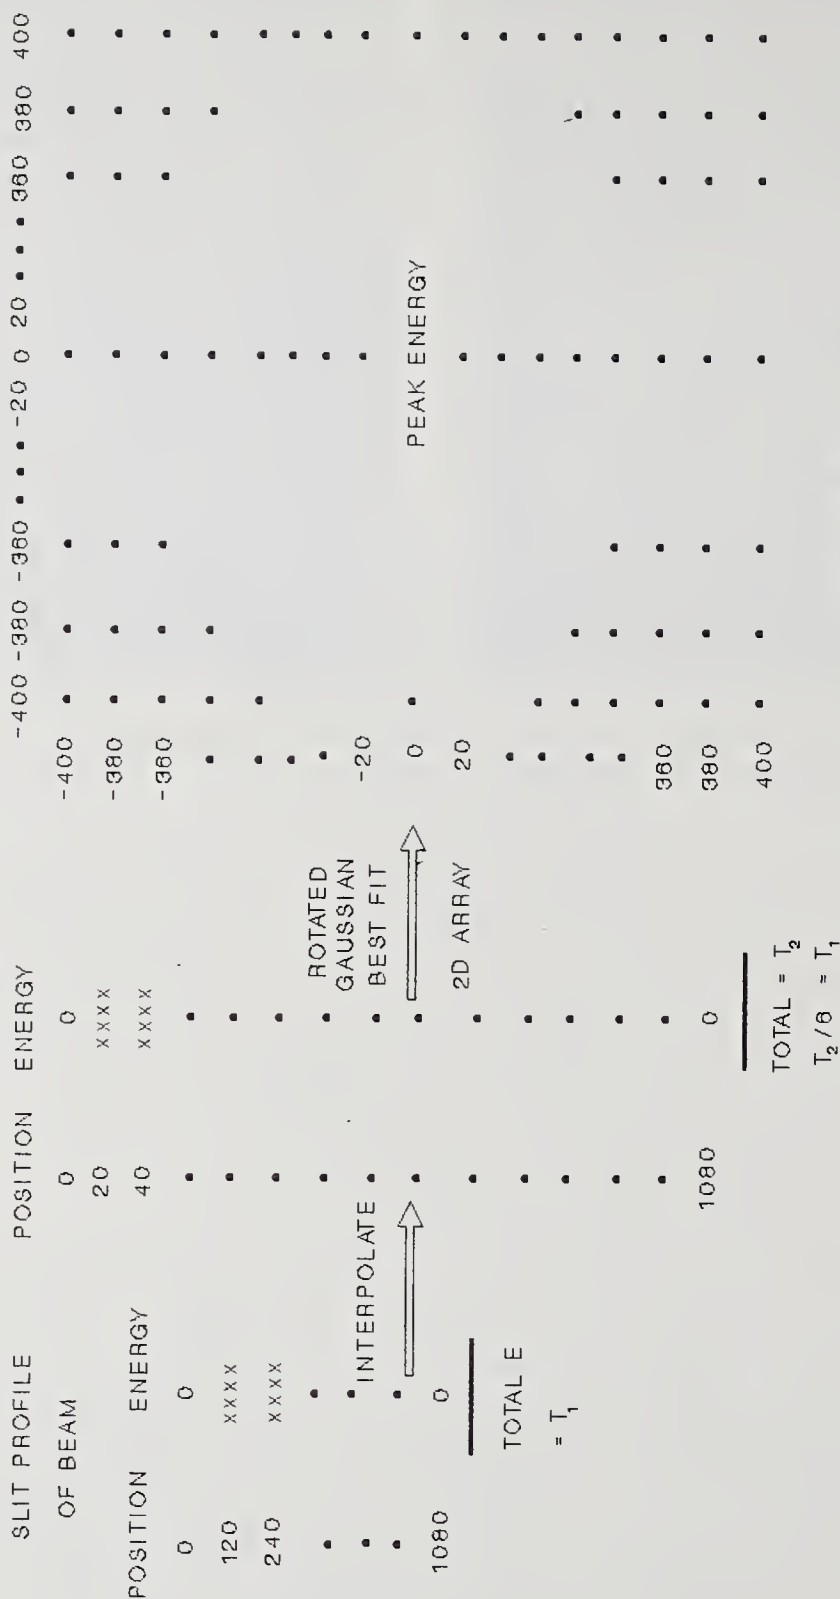 SLIT PROFILE
OF BEAM
POSITION ENERGY
0 0
120 XXXX
240 XXXX
• •
• •
• •
1080 0
TOTAL E
= T₁
INTERPOLATE
POSITION ENERGY
0 0
20 XXXX
40 XXXX
1080 0
TOTAL = T₂
T₂/6 = T₁
ROTATED
GAUSSIAN
BEST FIT
2D ARRAY
-400 -380 -360 • • • -20 0 20 • • • 360 380 400
-400
-380
-360
-20
0 PEAK ENERGY
20
360
380
400